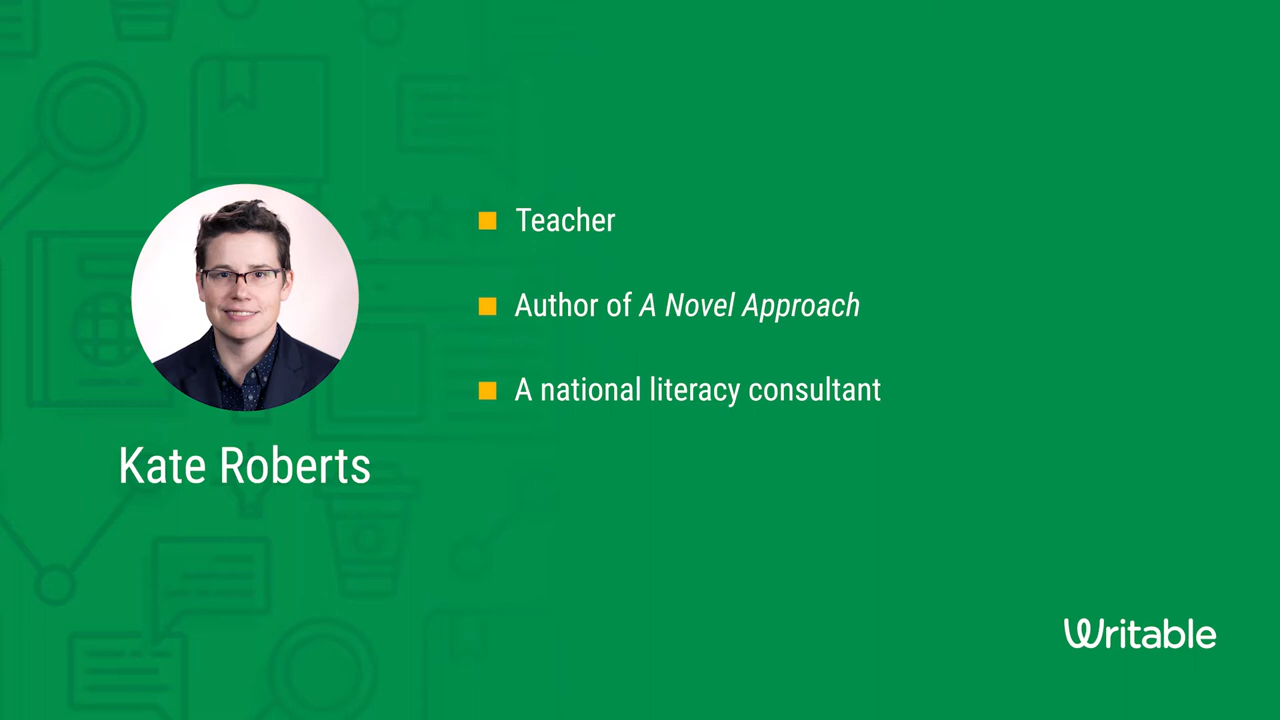 Teacher
Author of A Novel Approach
A national literacy consultant
Kate Roberts
Writable